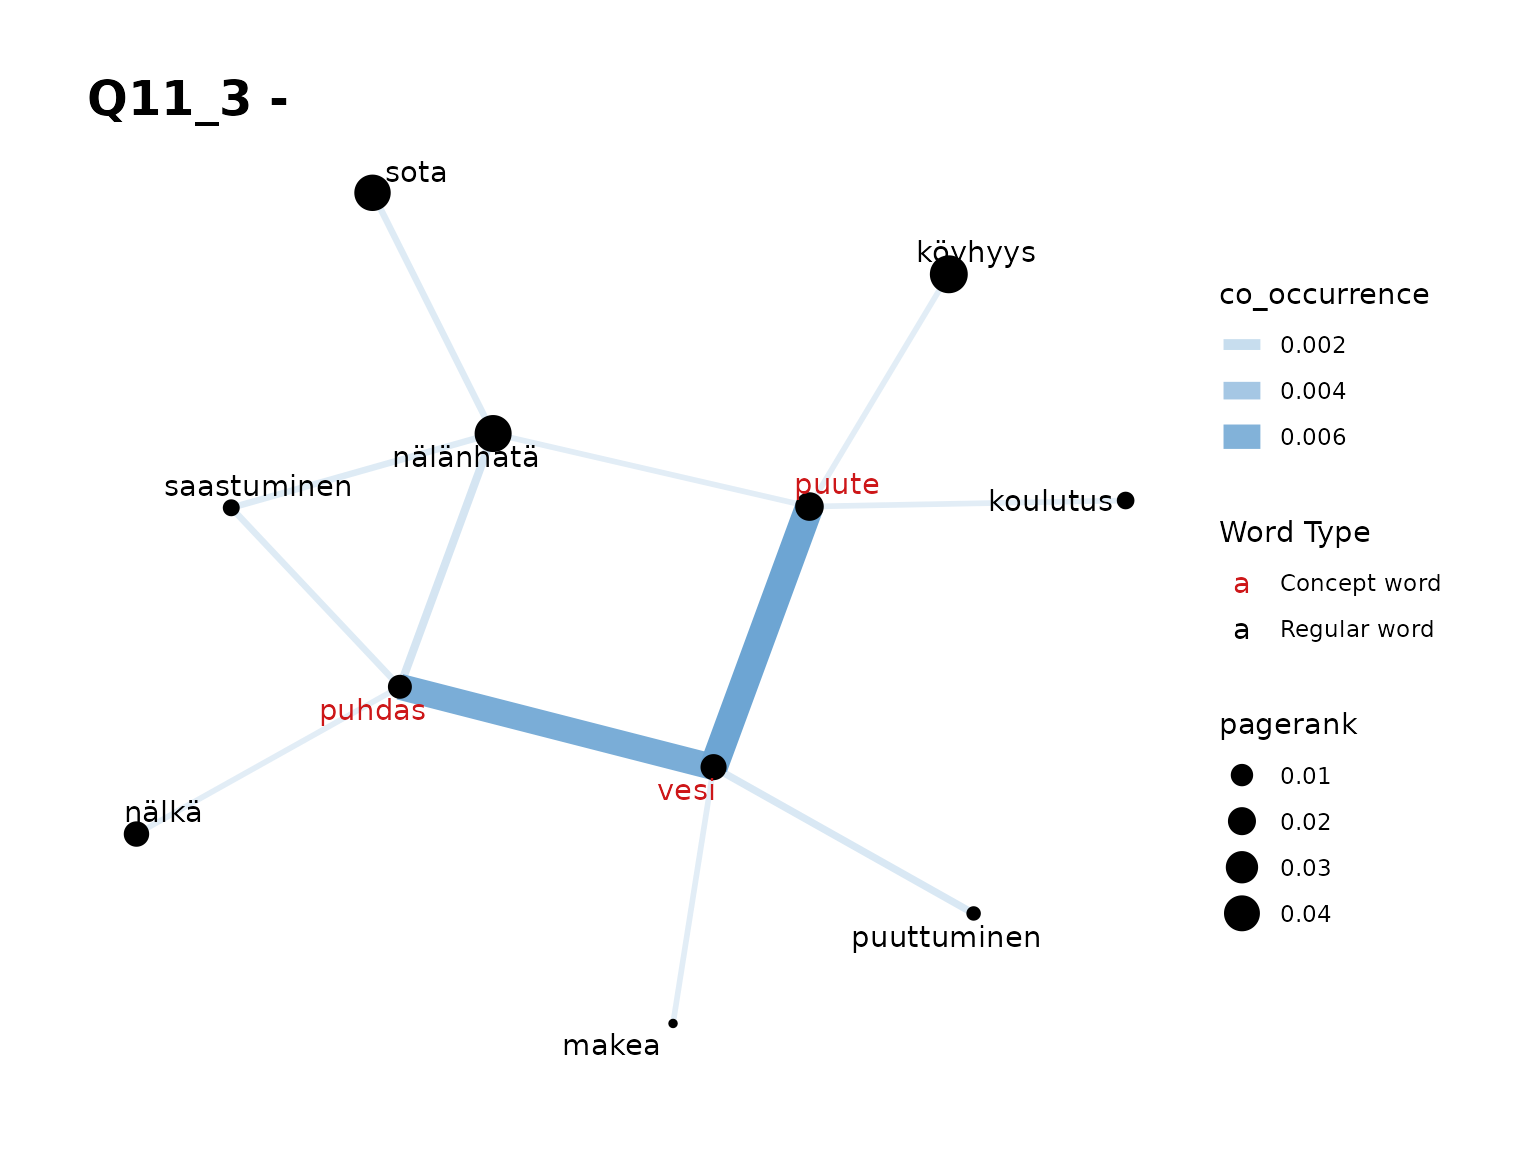 Q11_3 -
sota
köyhyys
nälänhätä
puute
saastuminen
koulutus
puhdas
vesi
nälkä
puuttuminen
makea
co_occurrence
0.002
0.004
0.006
Word Type
a Concept word
a Regular word
pagerank
0.01
0.02
0.03
0.04